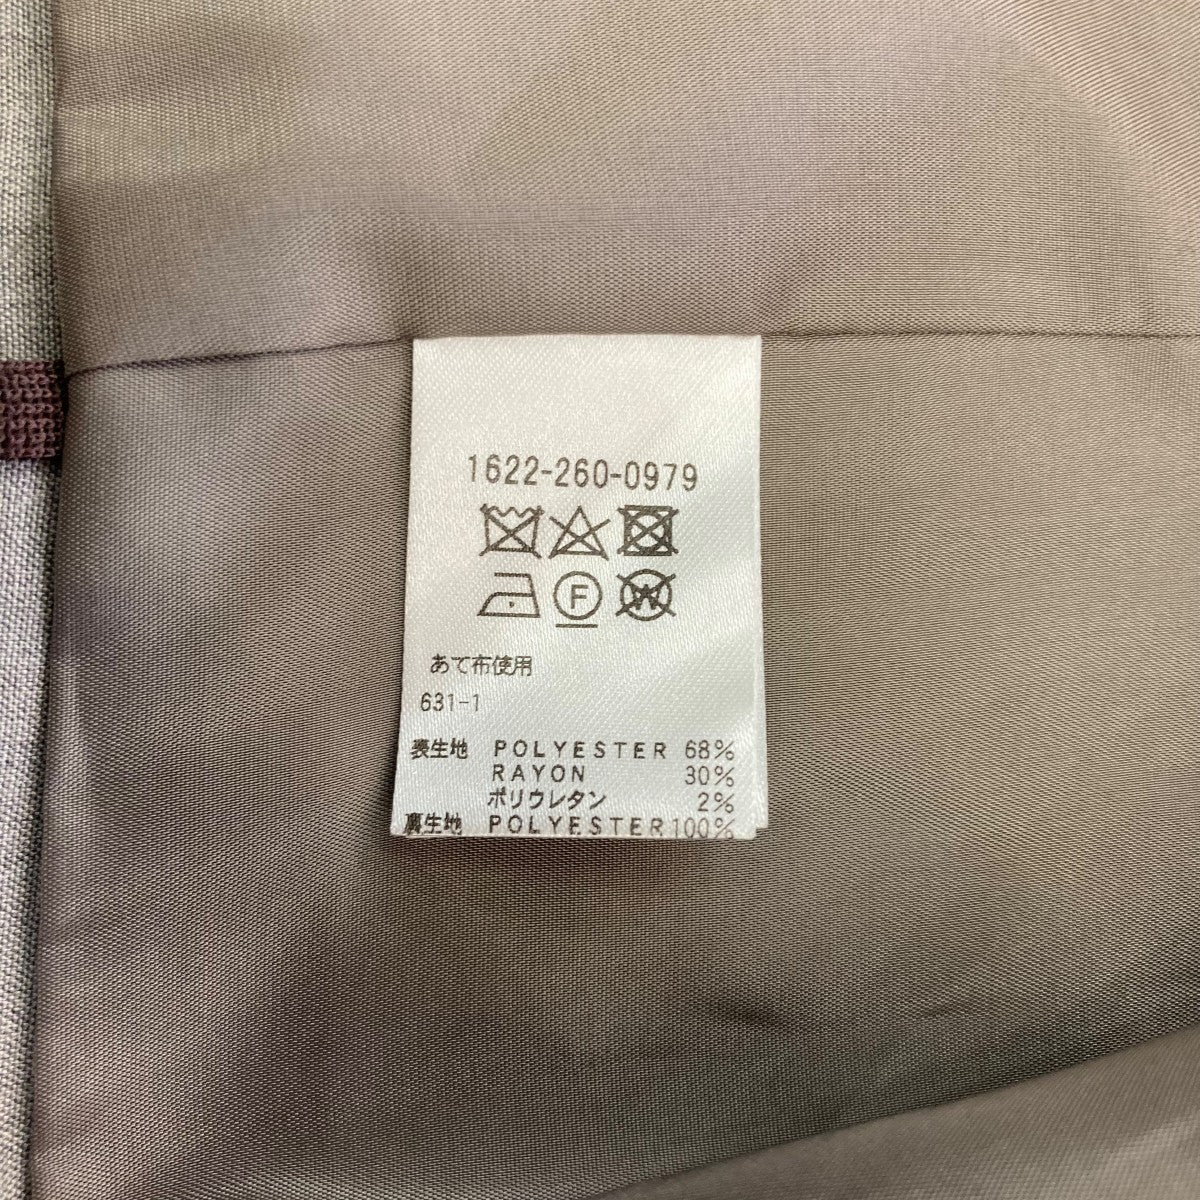 1622-260-0979
F W
あて布使用
631-1
表生地 POLYESTER 68%
RAYON 30%
ポリウレタン 2%
裏生地 POLYESTER 100%